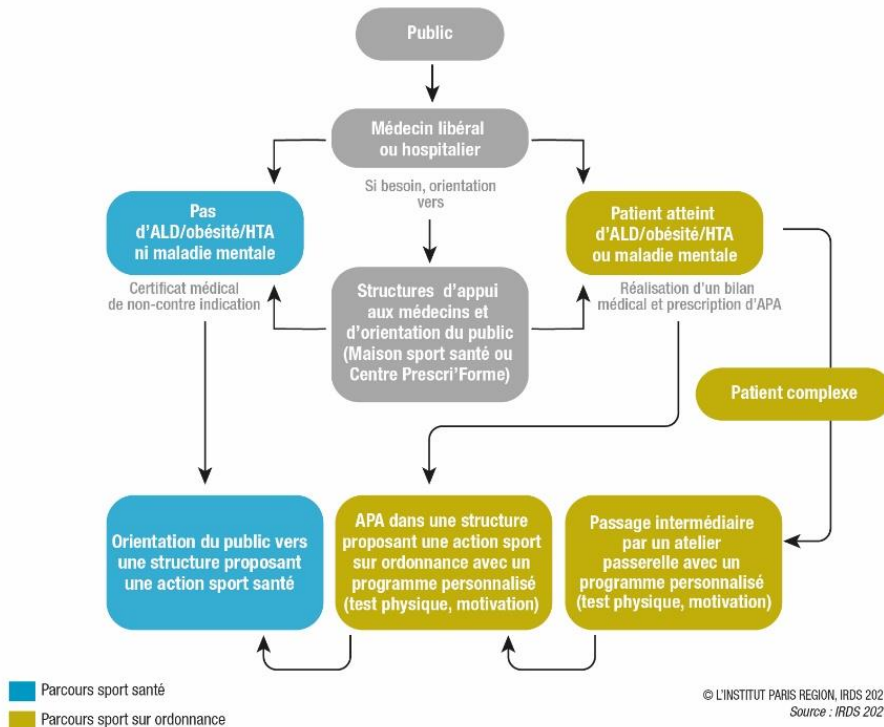 Public
Médecin libéral
ou hospitalier
Si besoin, orientation
vers
Pas
d'ALD/obésité/HTA
ni maladie mentale
Certificat médical
de non-contre indication
Patient atteint
d'ALD/obésité/HTA
ou maladie mentale
Réalisation d'un bilan
médical et prescription d'APA
Structures d'appui
aux médecins et
d'orientation du public
(Maison sport santé ou
Centre Prescri'Forme)
Patient complexe
Orientation du public vers
une structure proposant
une action sport santé
APA dans une structure
proposant une action sport
sur ordonnance avec un
programme personnalisé
(test physique, motivation)
Passage intermédiaire
par un atelier
passerelle avec un
programme personnalisé
(test physique, motivation)
Parcours sport santé
Parcours sport sur ordonnance
© L'INSTITUT PARIS REGION, IRDS 202
Source : IRDS 202